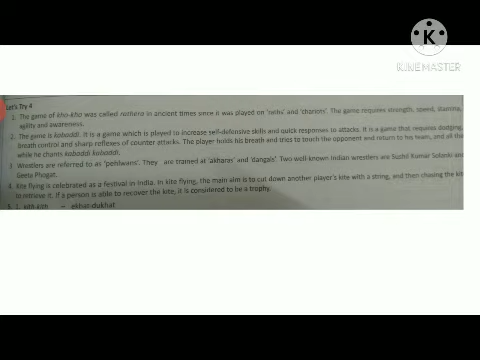 K
KINEMASTER
Let's Try 4
1. The game of kho-kho was called rathera in ancient times since it was played on 'raths' and 'chariots'. The game requires strength, speed, stamina,
agility and awareness.
2. The game is kabaddi. It is a game which is played to increase self-defensive skills and quick responses to attacks. It is a game that requires dodging,
breath control and sharp reflexes of counter attacks. The player holds his breath and tries to touch the opponent and return to his team, and all the
while he chants kabaddi kabaddi.
3. Wrestlers are referred to as 'pehlwans'. They are trained at 'akharas' and 'dangals'. Two well-known Indian wrestlers are Sushil Kumar Solanki and
Geeta Phogat.
4. Kite flying is celebrated as a festival in India. In kite flying, the main aim is to cut down another player's kite with a string, and then chasing the kite
to retrieve it. If a person is able to recover the kite, it is considered to be a trophy.
5. 1. – ekhat-dukhat